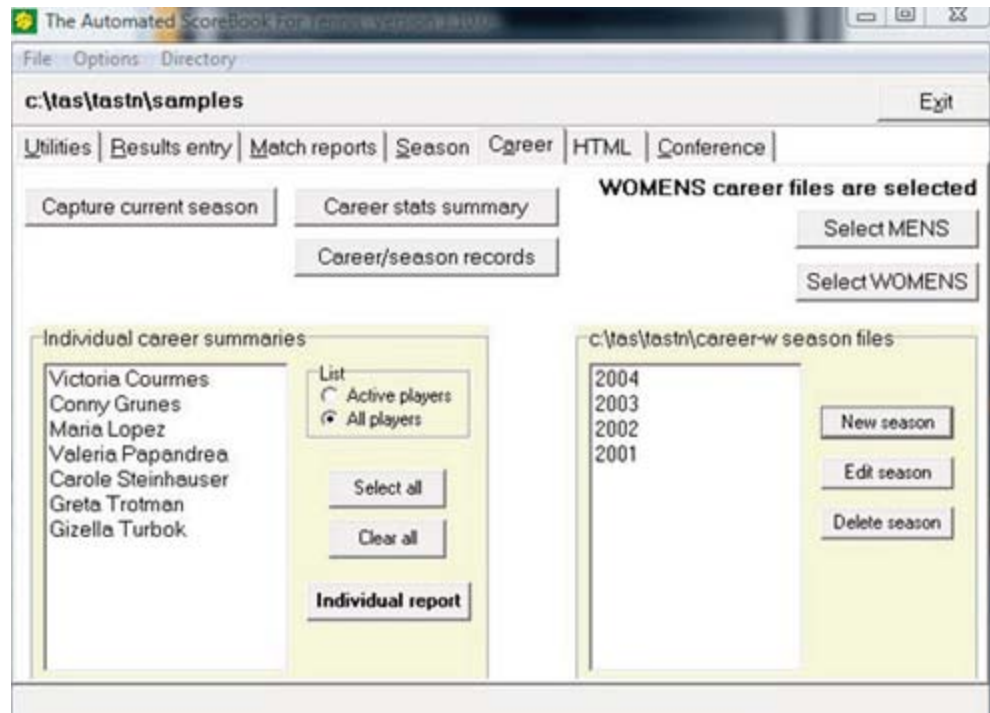 The Automated ScoreBook For Tennis Version
File Options Directory
c:\tas\tastn\samples
Exit
Utilities Results entry Match reports Season Career HTML Conference
WOMENS career files are selected
Capture current season
Career stats summary
Select MENS
Career/season records
Select WOMENS
Individual career summaries
Victoria Courmes
Conny Grunes
Maria Lopez
Valeria Papandrea
Carole Steinhauser
Greta Trotman
Gizella Turbok
List
Active players
All players
Select all
Clear all
Individual report
c:\tas\tastn\career-w season files
2004
2003
2002
2001
New season
Edit season
Delete season